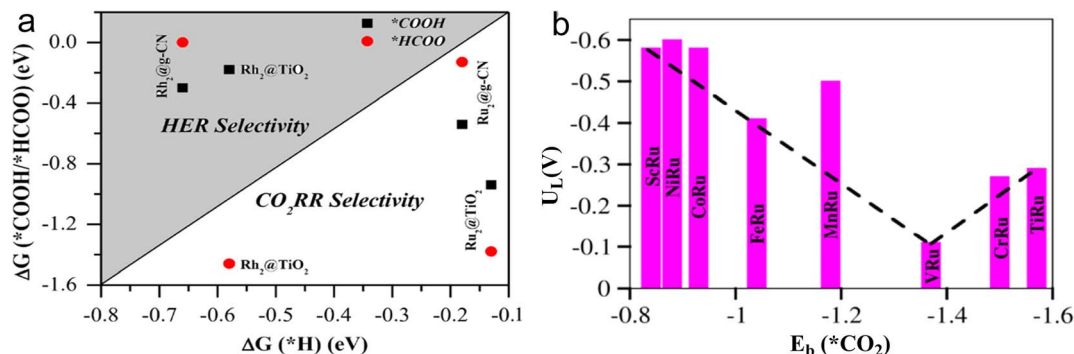 a
ΔG (*COOH/*HCOO) (eV)
0.0
-0.4
-0.8
-1.2
-1.6
*COOH
*HCOO
Rh₂@g-CN
Rh₂@TiO₂
HER Selectivity
Ru₂@g-CN
CO₂RR Selectivity
Ru₂@TiO₂
Rh₂@TiO₂
-0.8
-0.7
-0.6
-0.5
-0.4
-0.3
-0.2
-0.1
ΔG (*H) (eV)
b
U_L(V)
-0.6
-0.5
-0.4
-0.3
-0.2
-0.1
0
ScRu
NiRu
CoRu
FeRu
MnRu
VRu
CrRu
TiRu
-0.8
-1
-1.2
-1.4
-1.6
E_b (*CO₂)